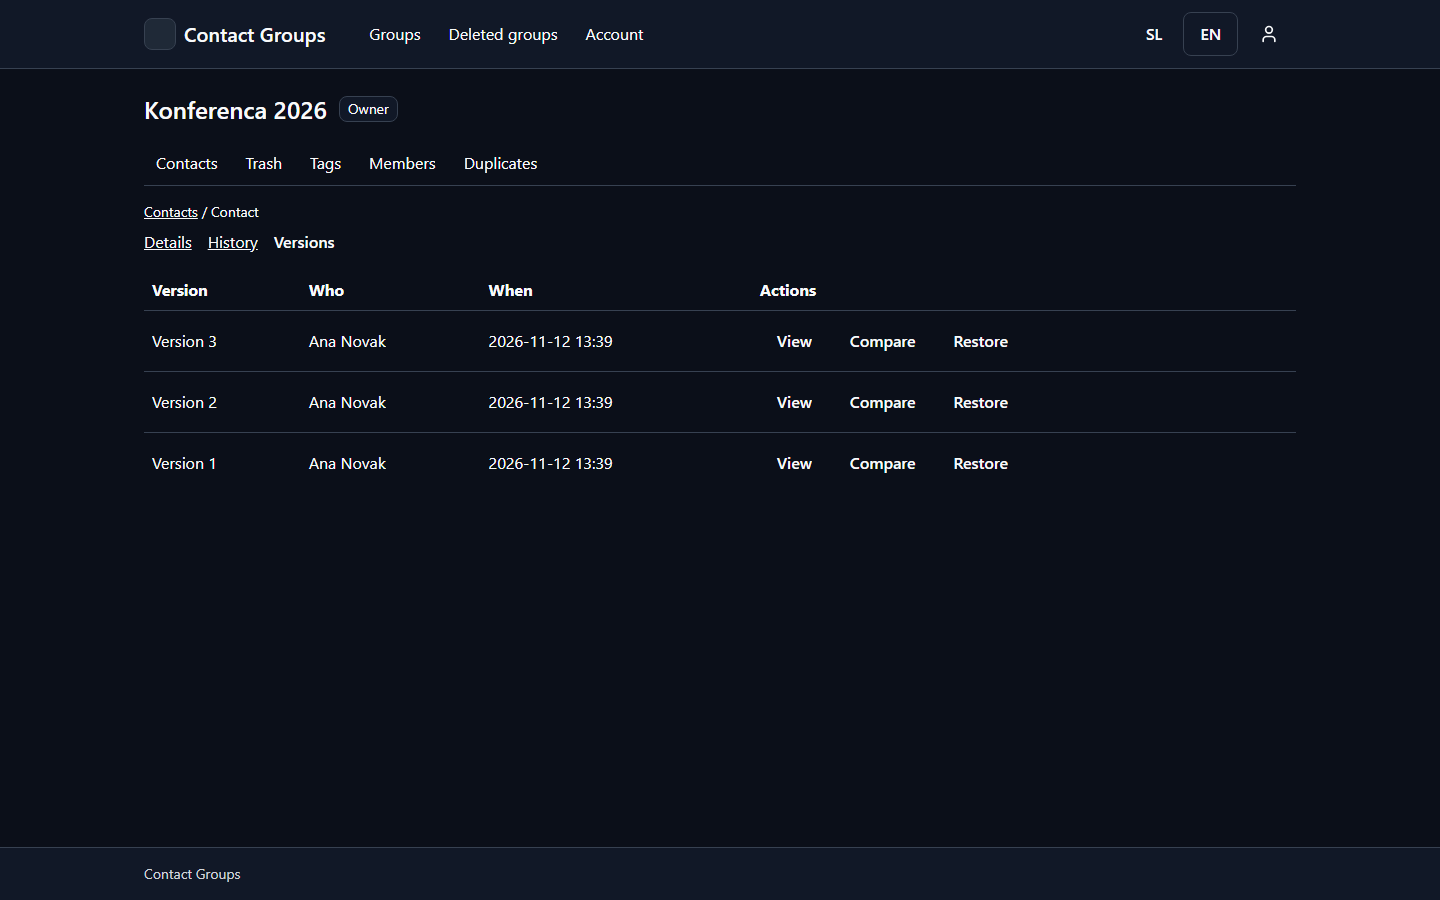 Contact Groups Groups Deleted groups Account SL EN
Konferenca 2026 Owner
Contacts Trash Tags Members Duplicates
Contacts / Contact
Details History Versions
Version Who When Actions
Version 3 Ana Novak 2026-11-12 13:39 View Compare Restore
Version 2 Ana Novak 2026-11-12 13:39 View Compare Restore
Version 1 Ana Novak 2026-11-12 13:39 View Compare Restore
Contact Groups